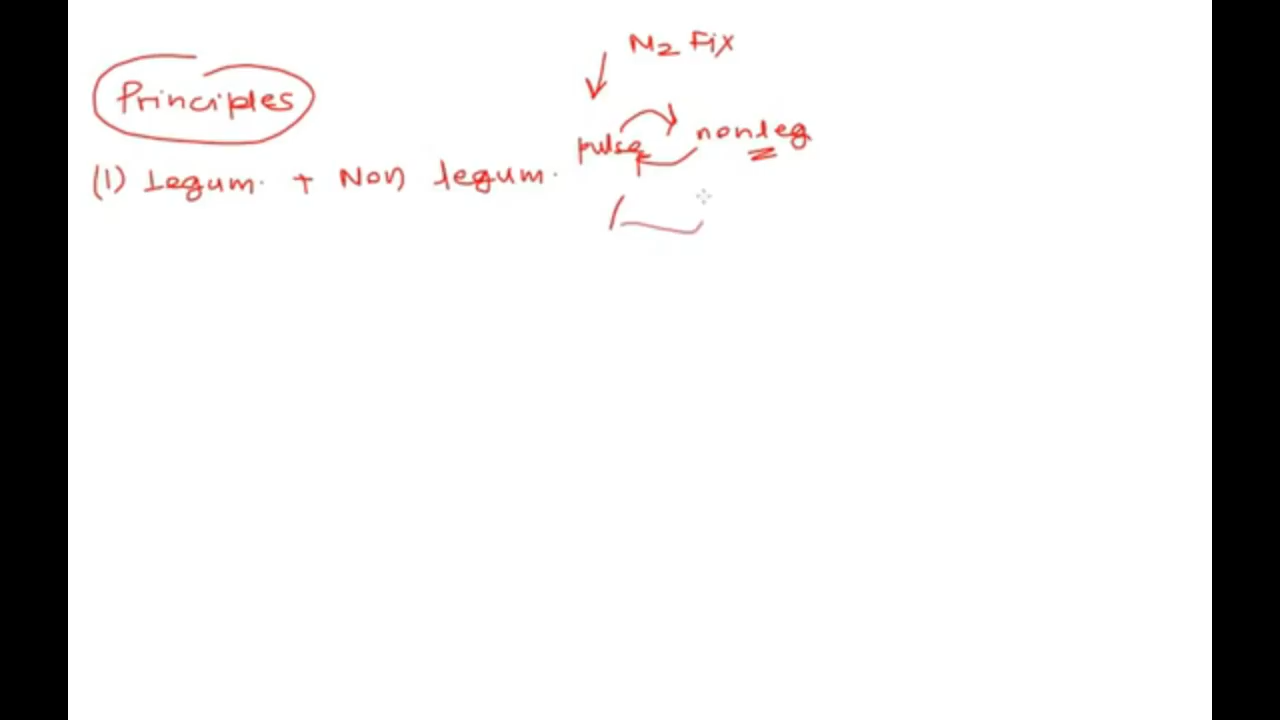 N2 Fix
Principles
pulse nonleg
(1) Legum. + Non legum.